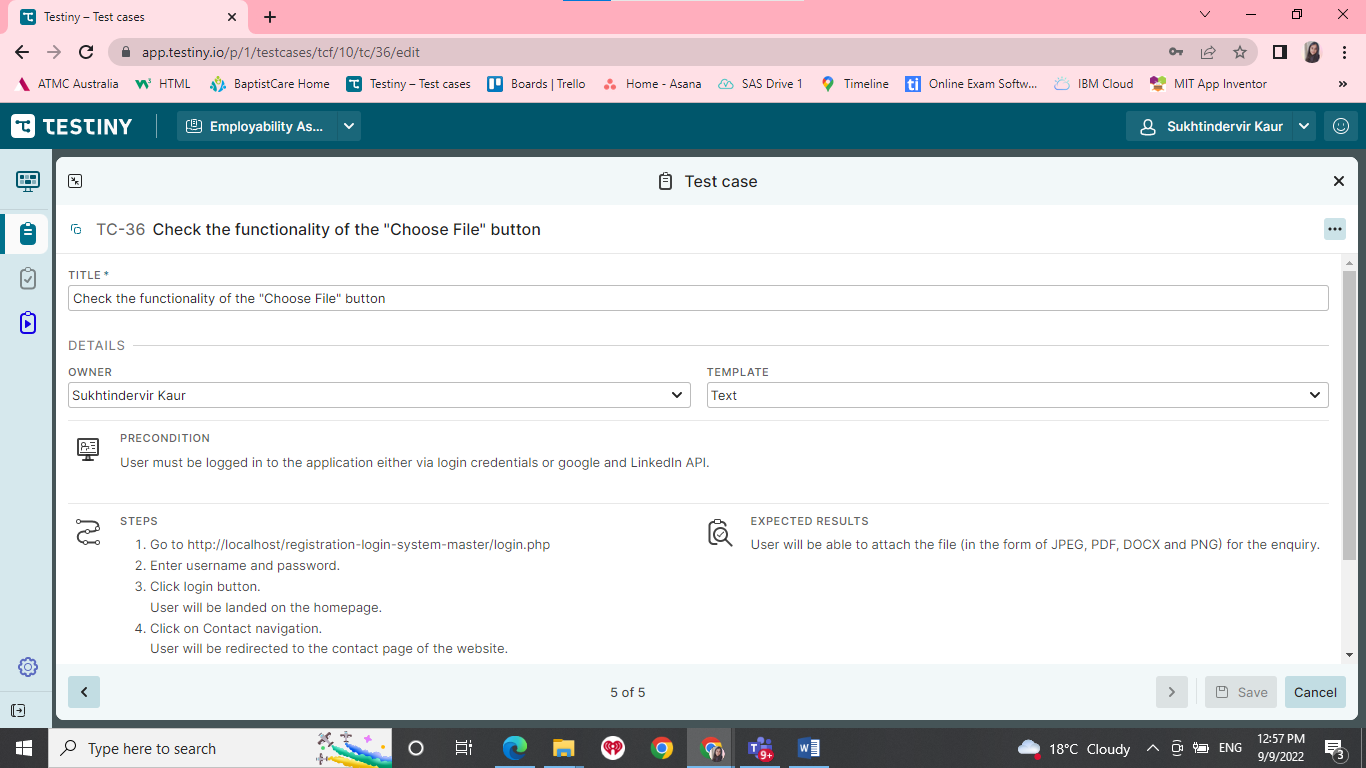 Testiny – Test cases
app.testiny.io/p/1/testcases/tcf/10/tc/36/edit
ATMC Australia HTML BaptistCare Home Testiny – Test cases Boards | Trello Home - Asana SAS Drive 1 Timeline Online Exam Softw... IBM Cloud MIT App Inventor »
TESTINY Employability As... Sukhtindervir Kaur
Test case
TC-36 Check the functionality of the "Choose File" button
TITLE *
Check the functionality of the "Choose File" button
DETAILS
OWNER TEMPLATE
Sukhtindervir Kaur Text
PRECONDITION
User must be logged in to the application either via login credentials or google and LinkedIn API.
STEPS EXPECTED RESULTS
1. Go to http://localhost/registration-login-system-master/login.php User will be able to attach the file (in the form of JPEG, PDF, DOCX and PNG) for the enquiry.
2. Enter username and password.
3. Click login button.
User will be landed on the homepage.
4. Click on Contact navigation.
User will be redirected to the contact page of the website.
5 of 5 Save Cancel
Type here to search 9+ 18°C Cloudy ENG 12:57 PM
9/9/2022 3